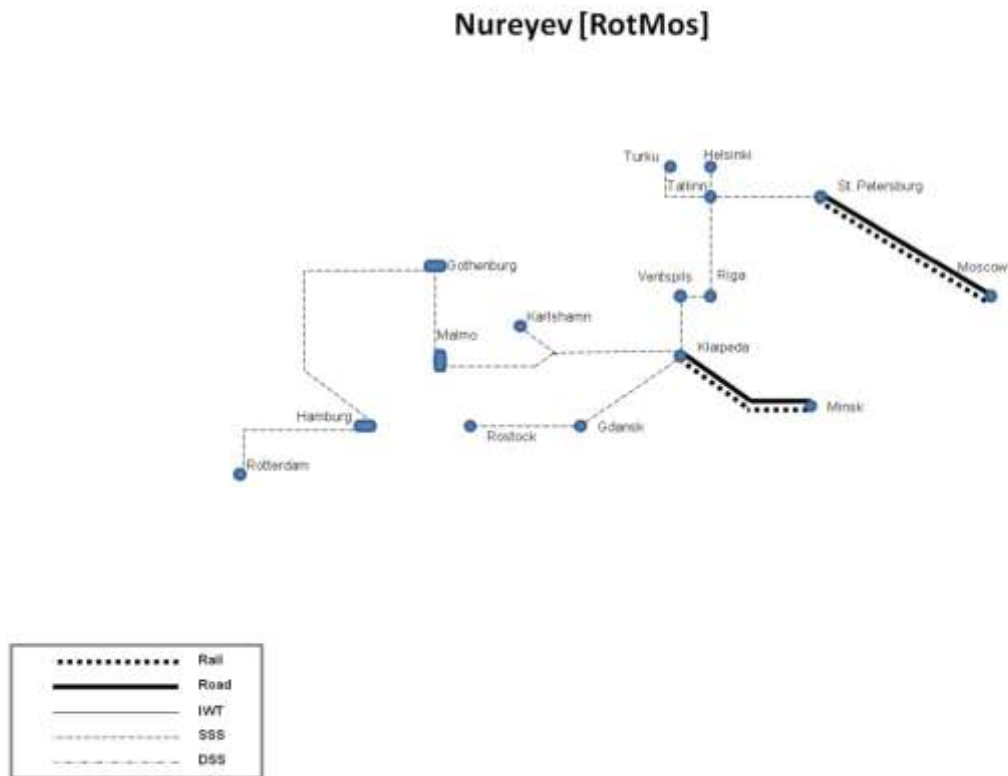 Nureyev [RotMos]
Turku
Helsinki
Tallinn
St. Petersburg
Gothenburg
Ventspils
Riga
Moscow
Karlshamn
Malmo
Klaipeda
Hamburg
Minsk
Rostock
Gdansk
Rotterdam
Rail
Road
IWT
SSS
DSS